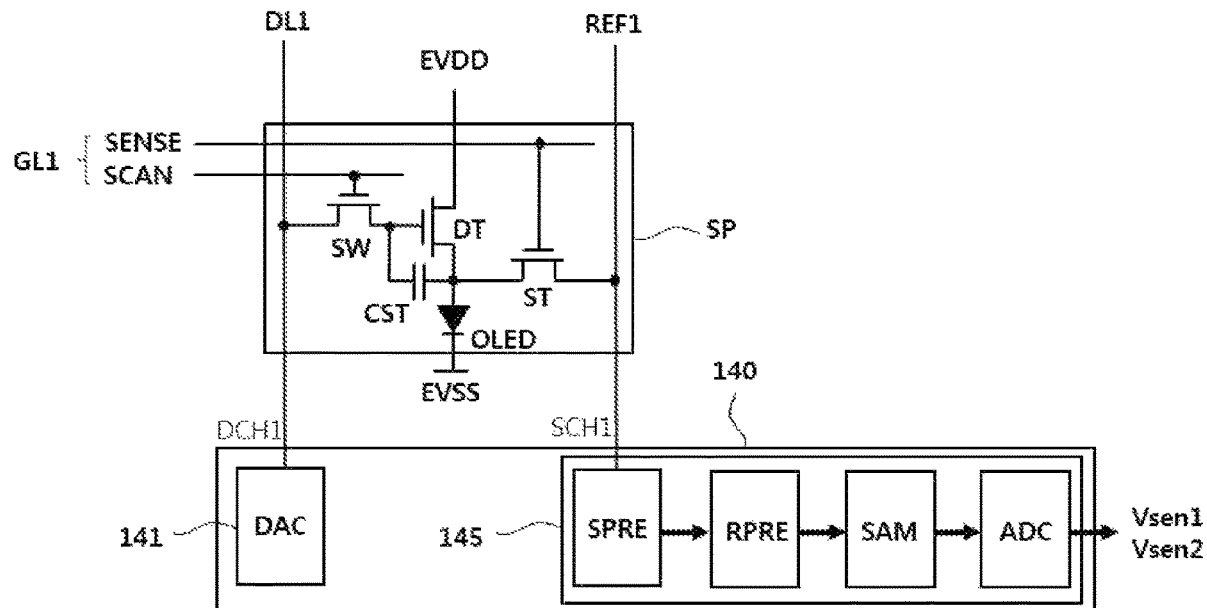 DL1
REF1
EVDD
GL1
SENSE
SCAN
SW
DT
SP
ST
CST
OLED
EVSS
140
DCH1
SCH1
141
DAC
145
SPRE
RPRE
SAM
ADC
Vsen1
Vsen2